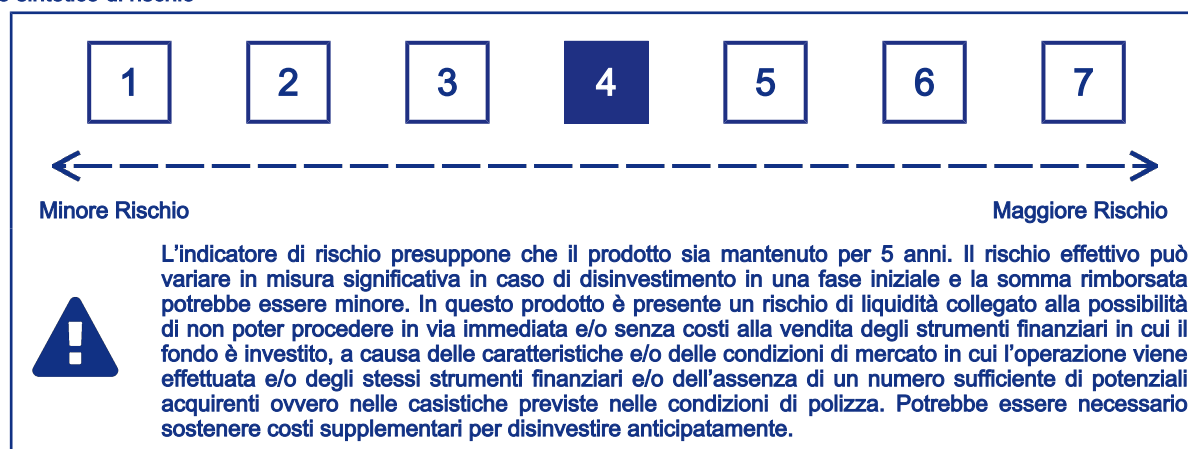 sintetico di rischio
1 2 3 4 5 6 7
Minore Rischio Maggiore Rischio
L'indicatore di rischio presuppone che il prodotto sia mantenuto per 5 anni. Il rischio effettivo può
variare in misura significativa in caso di disinvestimento in una fase iniziale e la somma rimborsata
potrebbe essere minore. In questo prodotto è presente un rischio di liquidità collegato alla possibilità
di non poter procedere in via immediata e/o senza costi alla vendita degli strumenti finanziari in cui il
fondo è investito, a causa delle caratteristiche e/o delle condizioni di mercato in cui l'operazione viene
effettuata e/o degli stessi strumenti finanziari e/o dell'assenza di un numero sufficiente di potenziali
acquirenti ovvero nelle casistiche previste nelle condizioni di polizza. Potrebbe essere necessario
sostenere costi supplementari per disinvestire anticipatamente.